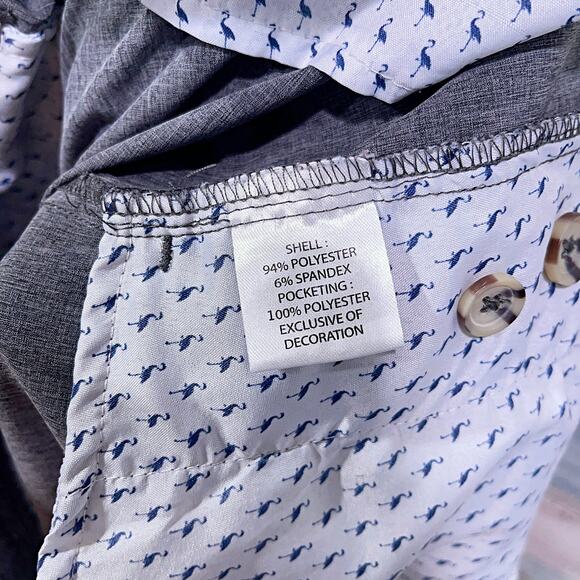 SHELL :
94% POLYESTER
6% SPANDEX
POCKETING :
100% POLYESTER
EXCLUSIVE OF
DECORATION